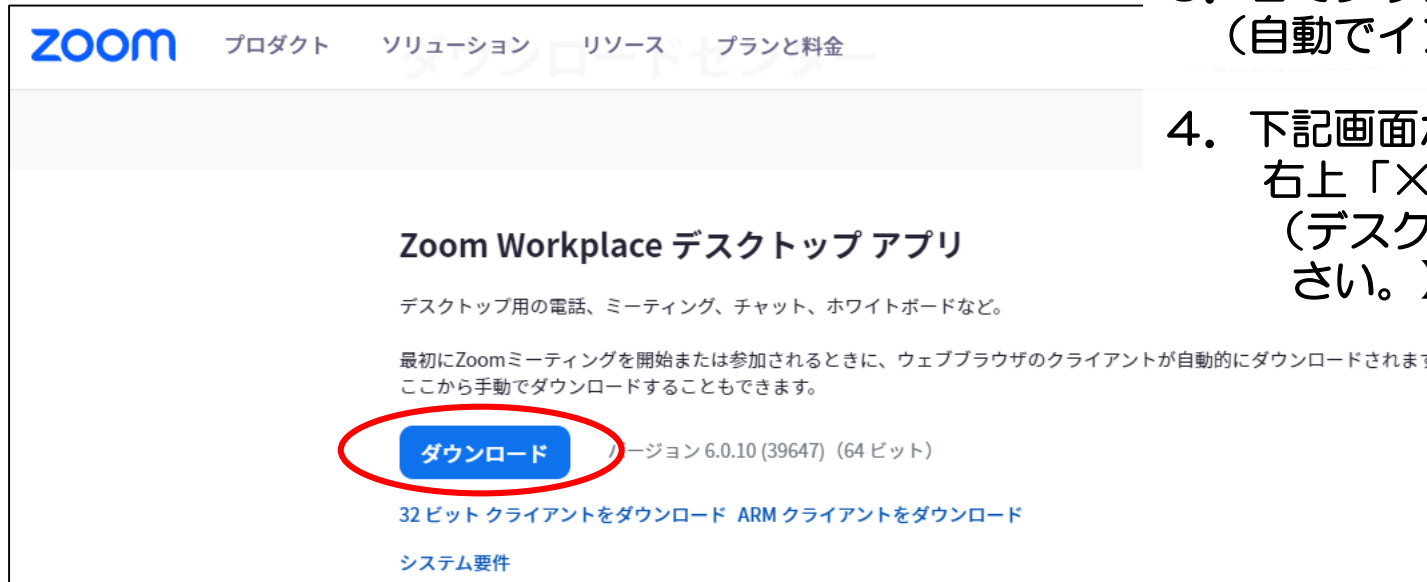 zoom プロダクト ソリューション リソース プランと料金
ダウンロードセンター
Zoom Workplace デスクトップ アプリ
デスクトップ用の電話、ミーティング、チャット、ホワイトボードなど。
最初にZoomミーティングを開始または参加されるときに、ウェブブラウザのクライアントが自動的にダウンロードされます
ここから手動でダウンロードすることもできます。
ダウンロード バージョン 6.0.10 (39647)（64 ビット）
32 ビット クライアントをダウンロード ARM クライアントをダウンロード
システム要件
（自動でイ
４．下記画面
右上「×
（デスク
さい。）